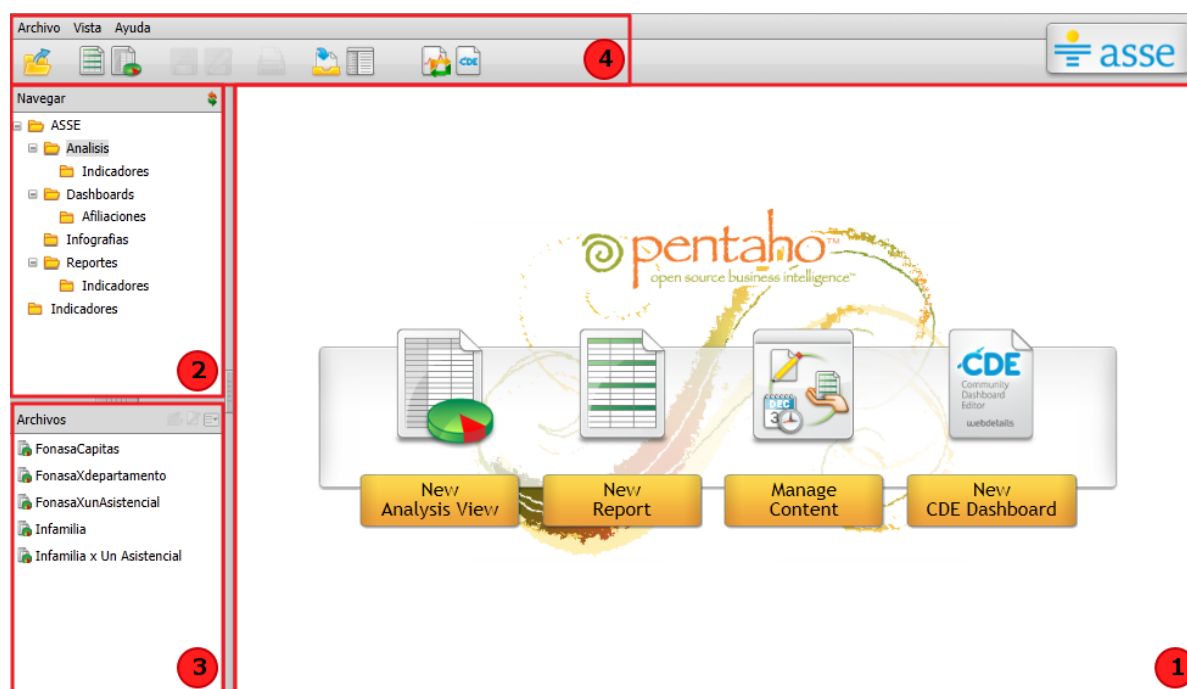 Archivo Vista Ayuda
CDE
4
asse
Navegar
ASSE
Analisis
Indicadores
Dashboards
Afiliaciones
Infografias
Reportes
Indicadores
Indicadores
2
Archivos
FonasaCapitas
FonasaXdepartamento
FonasaXunAsistencial
Infamilia
Infamilia x Un Asistencial
3
pentaho™
open source business intelligence™
DEC
3
CDE
Community
Dashboard
Editor
webdetails
New
Analysis View
New
Report
Manage
Content
New
CDE Dashboard
1